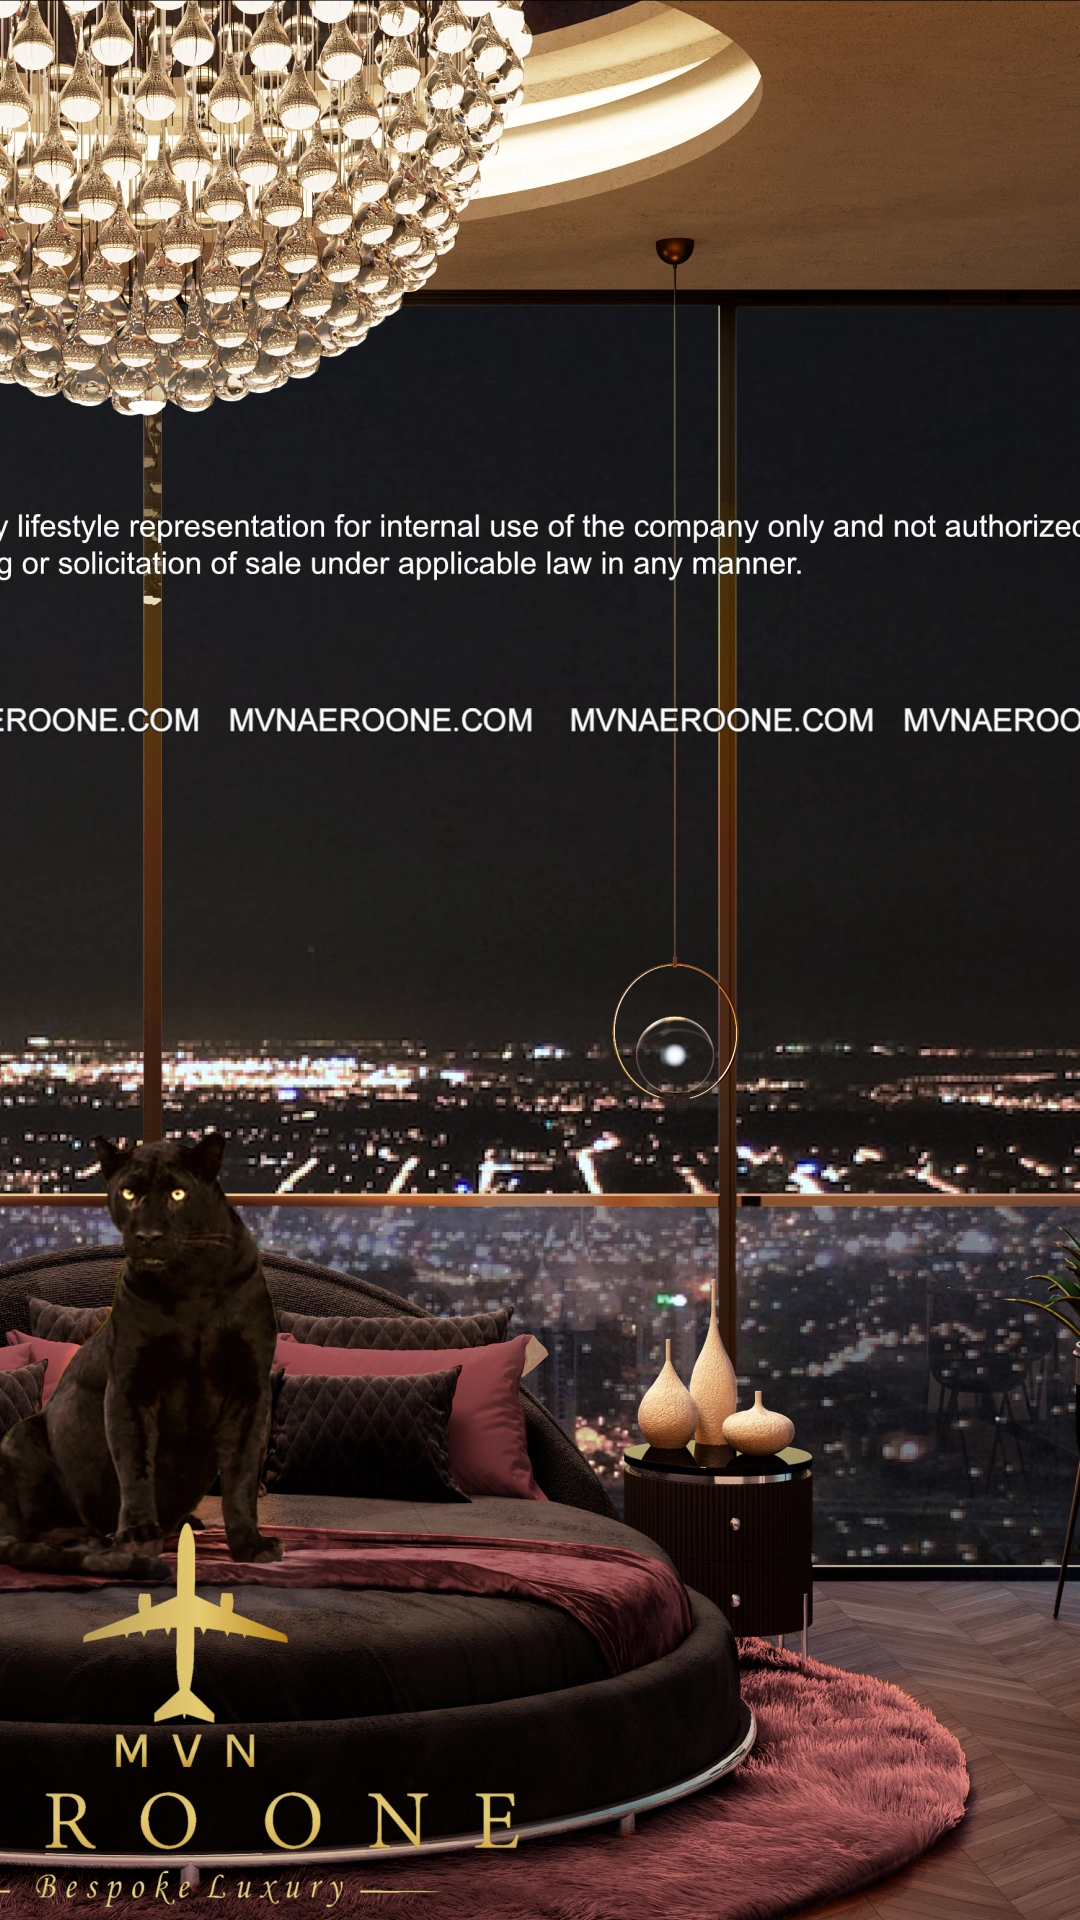 lifestyle representation for internal use of the company only and not authorized
or solicitation of sale under applicable law in any manner.
EROONE.COM MVNAEROONE.COM MVNAEROONE.COM MVNAEROO
MVN
RO ONE
Bespoke Luxury